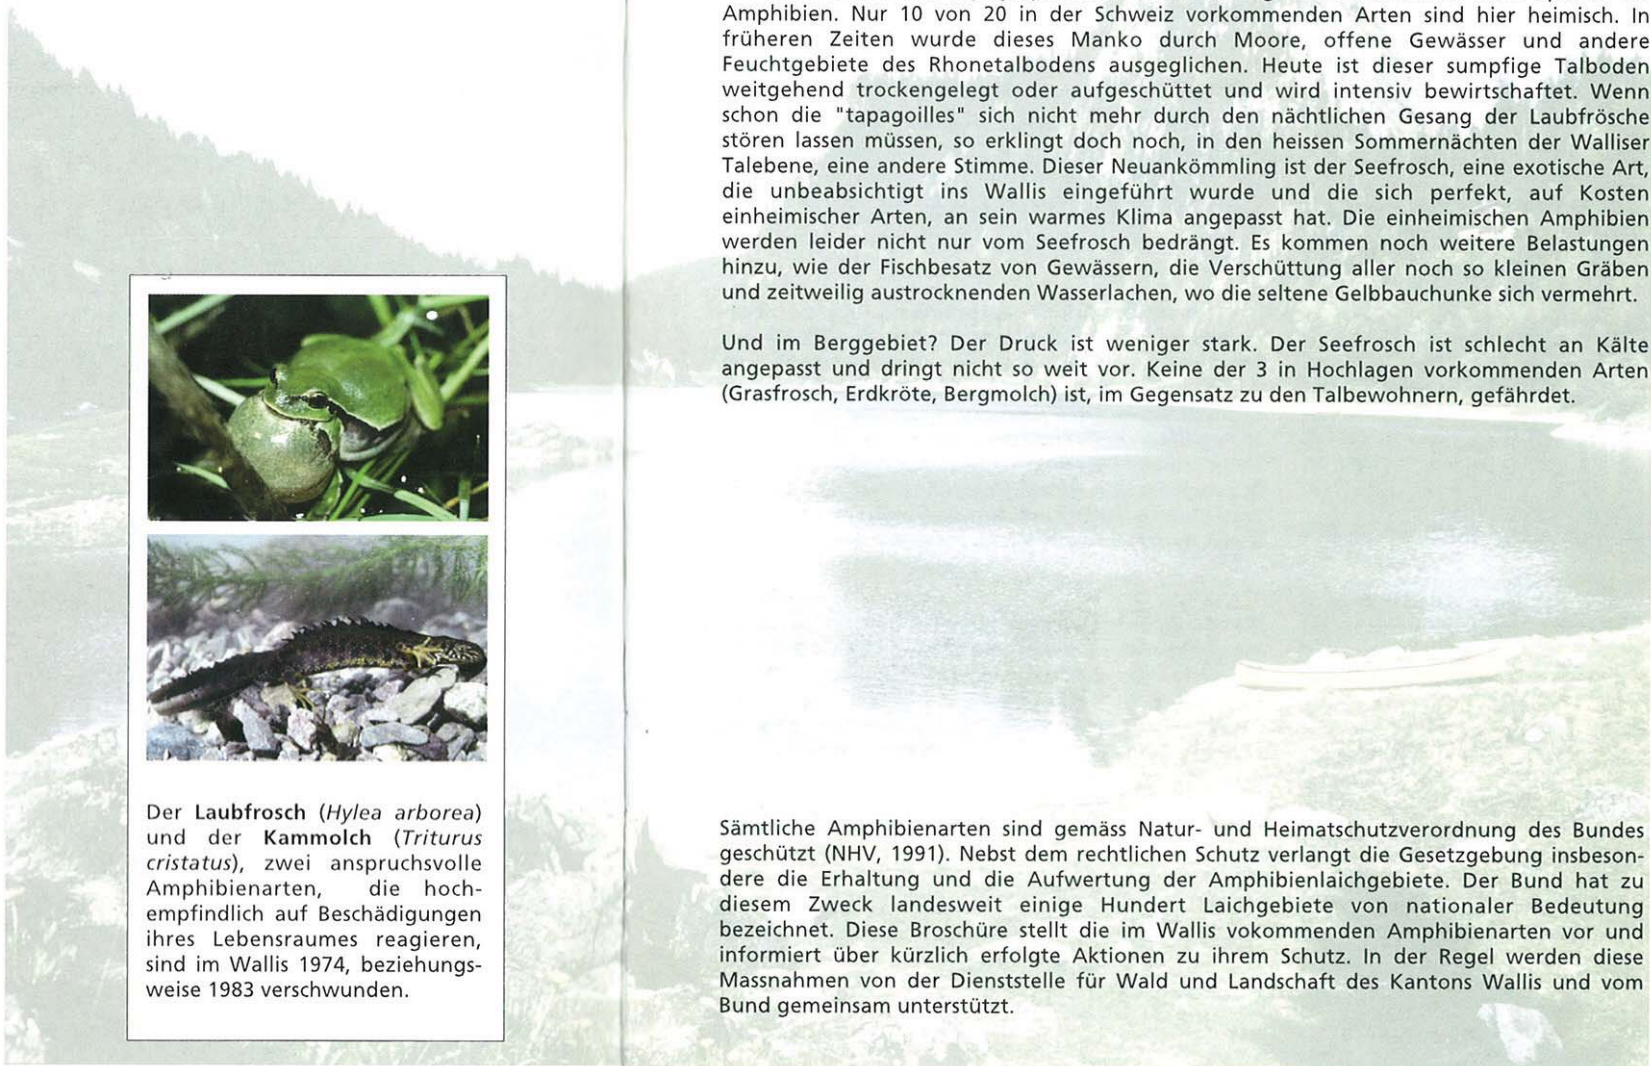 Der Laubfrosch (Hylea arborea)
und der Kammolch (Triturus
cristatus), zwei anspruchsvolle
Amphibienarten, die hoch-
empfindlich auf Beschädigungen
ihres Lebensraumes reagieren,
sind im Wallis 1974, beziehungs-
weise 1983 verschwunden.
Amphibien. Nur 10 von 20 in der Schweiz vorkommenden Arten sind hier heimisch. In
früheren Zeiten wurde dieses Manko durch Moore, offene Gewässer und andere
Feuchtgebiete des Rhonetalbodens ausgeglichen. Heute ist dieser sumpfige Talboden
weitgehend trockengelegt oder aufgeschüttet und wird intensiv bewirtschaftet. Wenn
schon die "tapagoilles" sich nicht mehr durch den nächtlichen Gesang der Laubfrösche
stören lassen müssen, so erklingt doch noch, in den heissen Sommernächten der Walliser
Talebene, eine andere Stimme. Dieser Neuankömmling ist der Seefrosch, eine exotische Art,
die unbeabsichtigt ins Wallis eingeführt wurde und die sich perfekt, auf Kosten
einheimischer Arten, an sein warmes Klima angepasst hat. Die einheimischen Amphibien
werden leider nicht nur vom Seefrosch bedrängt. Es kommen noch weitere Belastungen
hinzu, wie der Fischbesatz von Gewässern, die Verschüttung aller noch so kleinen Gräben
und zeitweilig austrocknenden Wasserlachen, wo die seltene Gelbbauchunke sich vermehrt.
Und im Berggebiet? Der Druck ist weniger stark. Der Seefrosch ist schlecht an Kälte
angepasst und dringt nicht so weit vor. Keine der 3 in Hochlagen vorkommenden Arten
(Grasfrosch, Erdkröte, Bergmolch) ist, im Gegensatz zu den Talbewohnern, gefährdet.
Sämtliche Amphibienarten sind gemäss Natur- und Heimatschutzverordnung des Bundes
geschützt (NHV, 1991). Nebst dem rechtlichen Schutz verlangt die Gesetzgebung insbeson-
dere die Erhaltung und die Aufwertung der Amphibienlaichgebiete. Der Bund hat zu
diesem Zweck landesweit einige Hundert Laichgebiete von nationaler Bedeutung
bezeichnet. Diese Broschüre stellt die im Wallis vokommenden Amphibienarten vor und
informiert über kürzlich erfolgte Aktionen zu ihrem Schutz. In der Regel werden diese
Massnahmen von der Dienststelle für Wald und Landschaft des Kantons Wallis und vom
Bund gemeinsam unterstützt.